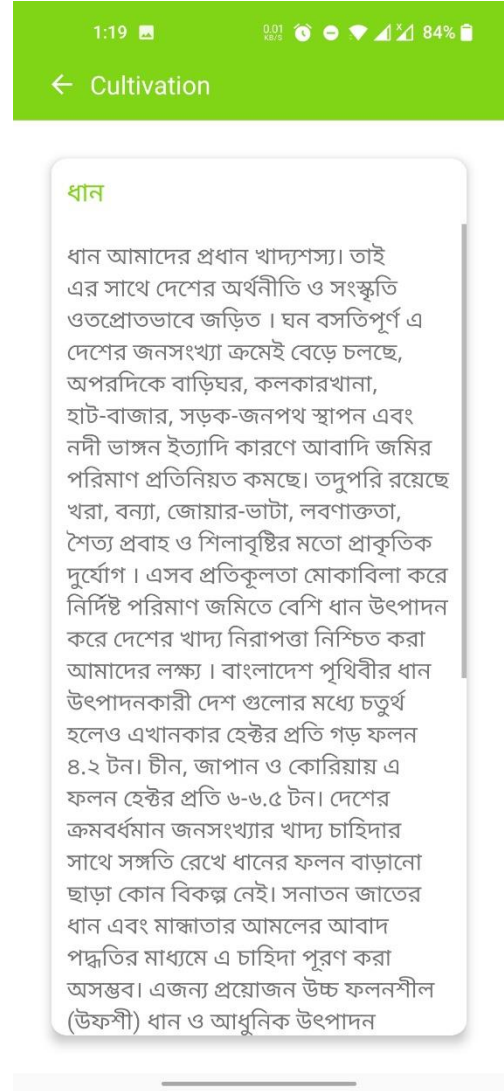 1:19
0.01
KB/S
84%
Cultivation
ধান
ধান আমাদের প্রধান খাদ্যশস্য। তাই
এর সাথে দেশের অর্থনীতি ও সংস্কৃতি
ওতপ্রোতভাবে জড়িত । ঘন বসতিপূর্ণ এ
দেশের জনসংখ্যা ক্রমেই বেড়ে চলছে,
অপরদিকে বাড়িঘর, কলকারখানা,
হাট-বাজার, সড়ক-জনপথ স্থাপন এবং
নদী ভাঙ্গন ইত্যাদি কারণে আবাদি জমির
পরিমাণ প্রতিনিয়ত কমছে। তদুপরি রয়েছে
খরা, বন্যা, জোয়ার-ভাটা, লবণাক্ততা,
শৈত্য প্রবাহ ও শিলাবৃষ্টির মতো প্রাকৃতিক
দুর্যোগ । এসব প্রতিকূলতা মোকাবিলা করে
নির্দিষ্ট পরিমাণ জমিতে বেশি ধান উৎপাদন
করে দেশের খাদ্য নিরাপত্তা নিশ্চিত করা
আমাদের লক্ষ্য । বাংলাদেশ পৃথিবীর ধান
উৎপাদনকারী দেশ গুলোর মধ্যে চতুর্থ
হলেও এখানকার হেক্টর প্রতি গড় ফলন
৪.২ টন। চীন, জাপান ও কোরিয়ায় এ
ফলন হেক্টর প্রতি ৬-৬.৫ টন। দেশের
ক্রমবর্ধমান জনসংখ্যার খাদ্য চাহিদার
সাথে সঙ্গতি রেখে ধানের ফলন বাড়ানো
ছাড়া কোন বিকল্প নেই। সনাতন জাতের
ধান এবং মান্ধাতার আমলের আবাদ
পদ্ধতির মাধ্যমে এ চাহিদা পূরণ করা
অসম্ভব। এজন্য প্রয়োজন উচ্চ ফলনশীল
(উফশী) ধান ও আধুনিক উৎপাদন